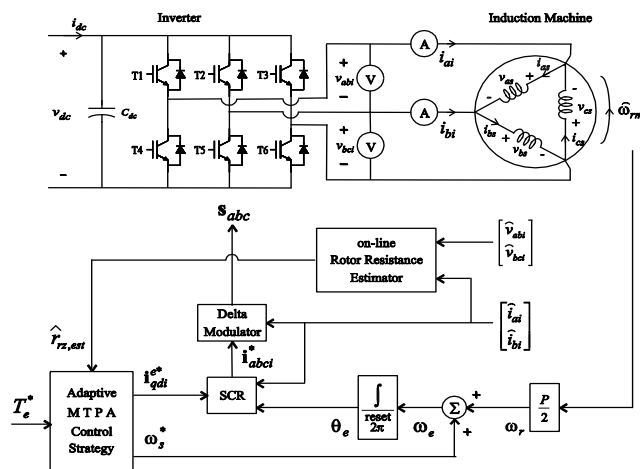 Inverter
Induction Machine
i_dc
+
v_dc
−
C_dc
T1
T2
T3
T4
T5
T6
+
v_abi
−
+
v_bci
−
V
V
A
i_ai
A
i_bi
v_as
+
-
i_as
i_bs
+
v_bs
-
-
v_cs
+
i_cs
ω̂_rm
s_abc
on-line
Rotor Resistance
Estimator
v̂_abi
v̂_bci
Delta
Modulator
î_ai
î_bi
r̂_rz,est
i*_abci
i^e*_qdi
T*_e
Adaptive
M T P A
Control
Strategy
SCR
θ_e
∫
reset
2π
ω_e
Σ
+
+
ω_r
P
2
ω*_s